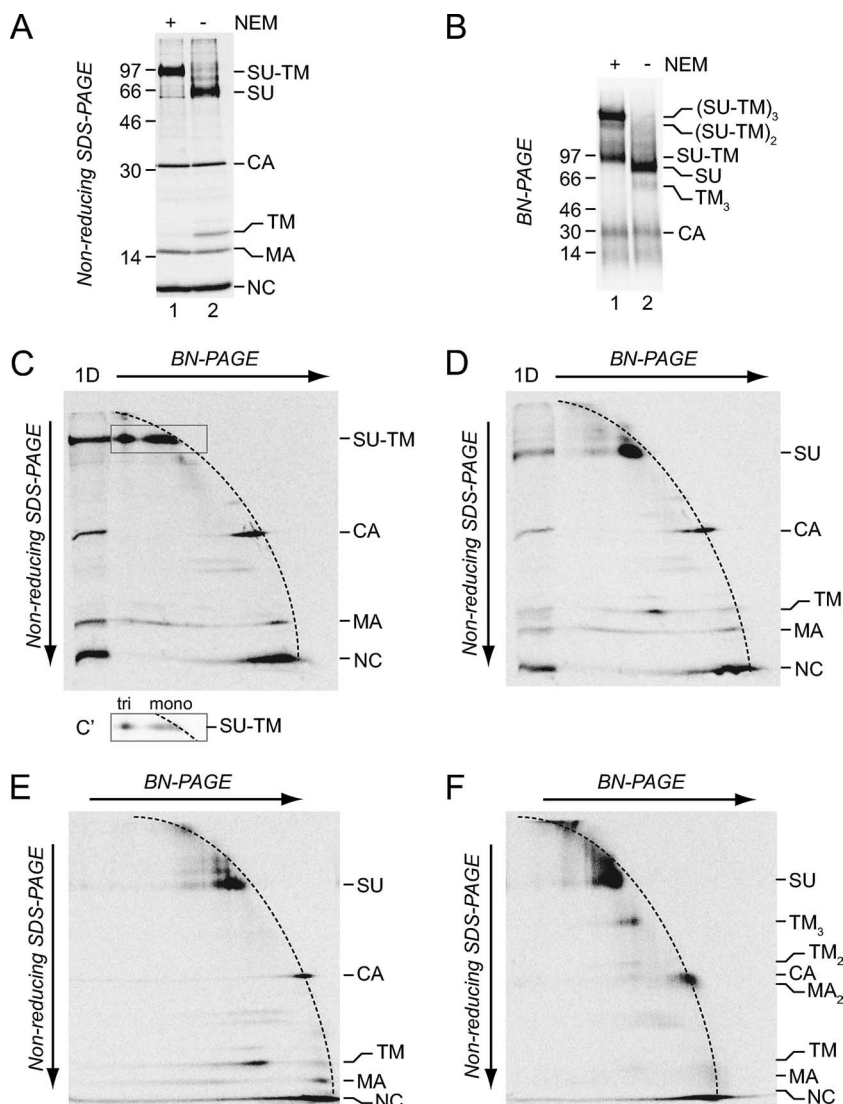 A
+ - NEM
Non-reducing SDS-PAGE
97
66
46
30
14
SU-TM
SU
CA
TM
MA
NC
1 2
B
+ - NEM
BN-PAGE
97
66
46
30
14
(SU-TM)3
(SU-TM)2
SU-TM
SU
TM3
CA
1 2
C
BN-PAGE
1D
Non-reducing SDS-PAGE
SU-TM
CA
MA
NC
tri mono
C' SU-TM
D
BN-PAGE
1D
Non-reducing SDS-PAGE
SU
CA
TM
MA
NC
E
BN-PAGE
Non-reducing SDS-PAGE
SU
CA
TM
MA
NC
F
BN-PAGE
Non-reducing SDS-PAGE
SU
TM3
TM2
CA
MA2
TM
MA
NC